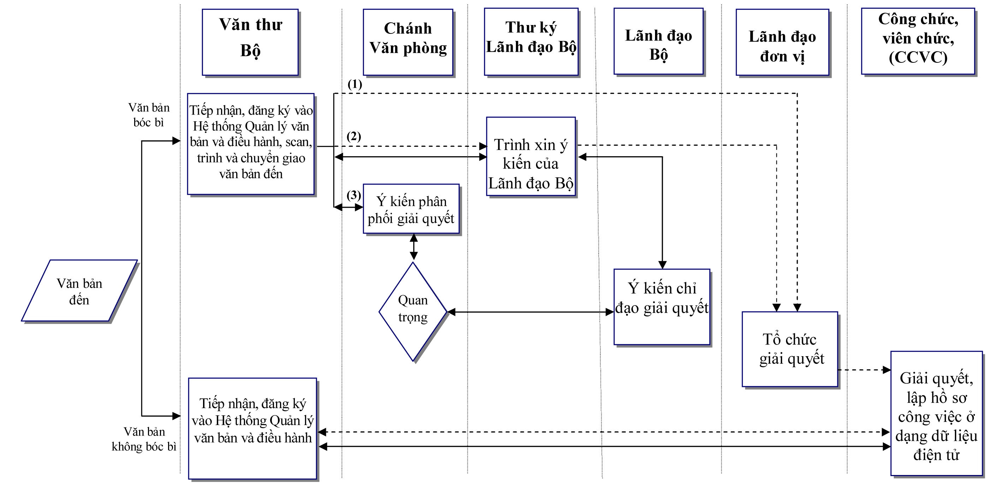 Văn thư
Bộ
Chánh
Văn phòng
Thư ký
Lãnh đạo Bộ
Lãnh đạo
Bộ
Lãnh đạo
đơn vị
Công chức,
viên chức,
(CCVC)
(1)
Văn bản
bóc bì
Tiếp nhận, đăng ký vào
Hệ thống Quản lý văn
bản và điều hành, scan,
trình và chuyển giao
văn bản đến
(2)
Trình xin ý
kiến của
Lãnh đạo Bộ
(3)
Ý kiến phân
phối giải quyết
Văn bản
đến
Quan
trọng
Ý kiến chỉ
đạo giải quyết
Tổ chức
giải quyết
Tiếp nhận, đăng ký
vào Hệ thống Quản lý
văn bản và điều hành
Văn bản
không bóc bì
Giải quyết,
lập hồ sơ
công việc ở
dạng dữ liệu
điện tử